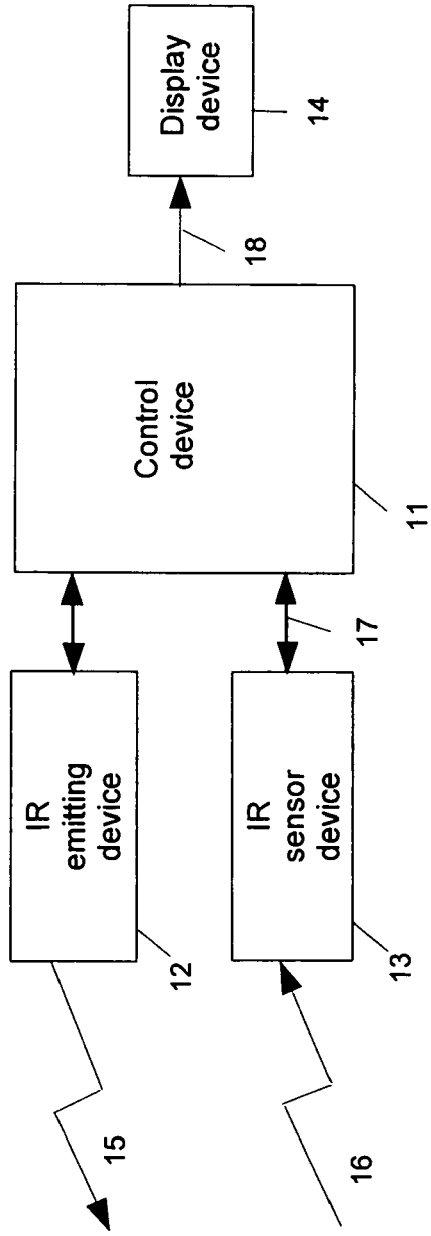 IR
emitting
device
12
15
IR
sensor
device
13
16
17
Control
device
11
18
Display
device
14